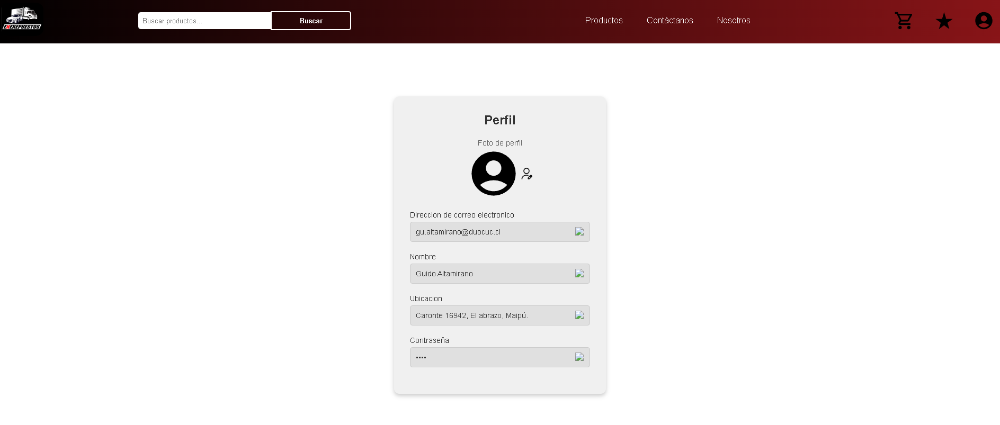 ENEREPUESTOS
Buscar productos...
Buscar
Productos
Contáctanos
Nosotros
Perfil
Foto de perfil
Direccion de correo electronico
gu.altamirano@duocuc.cl
Nombre
Guido Altamirano
Ubicacion
Caronte 16942, El abrazo, Maipú.
Contraseña
••••